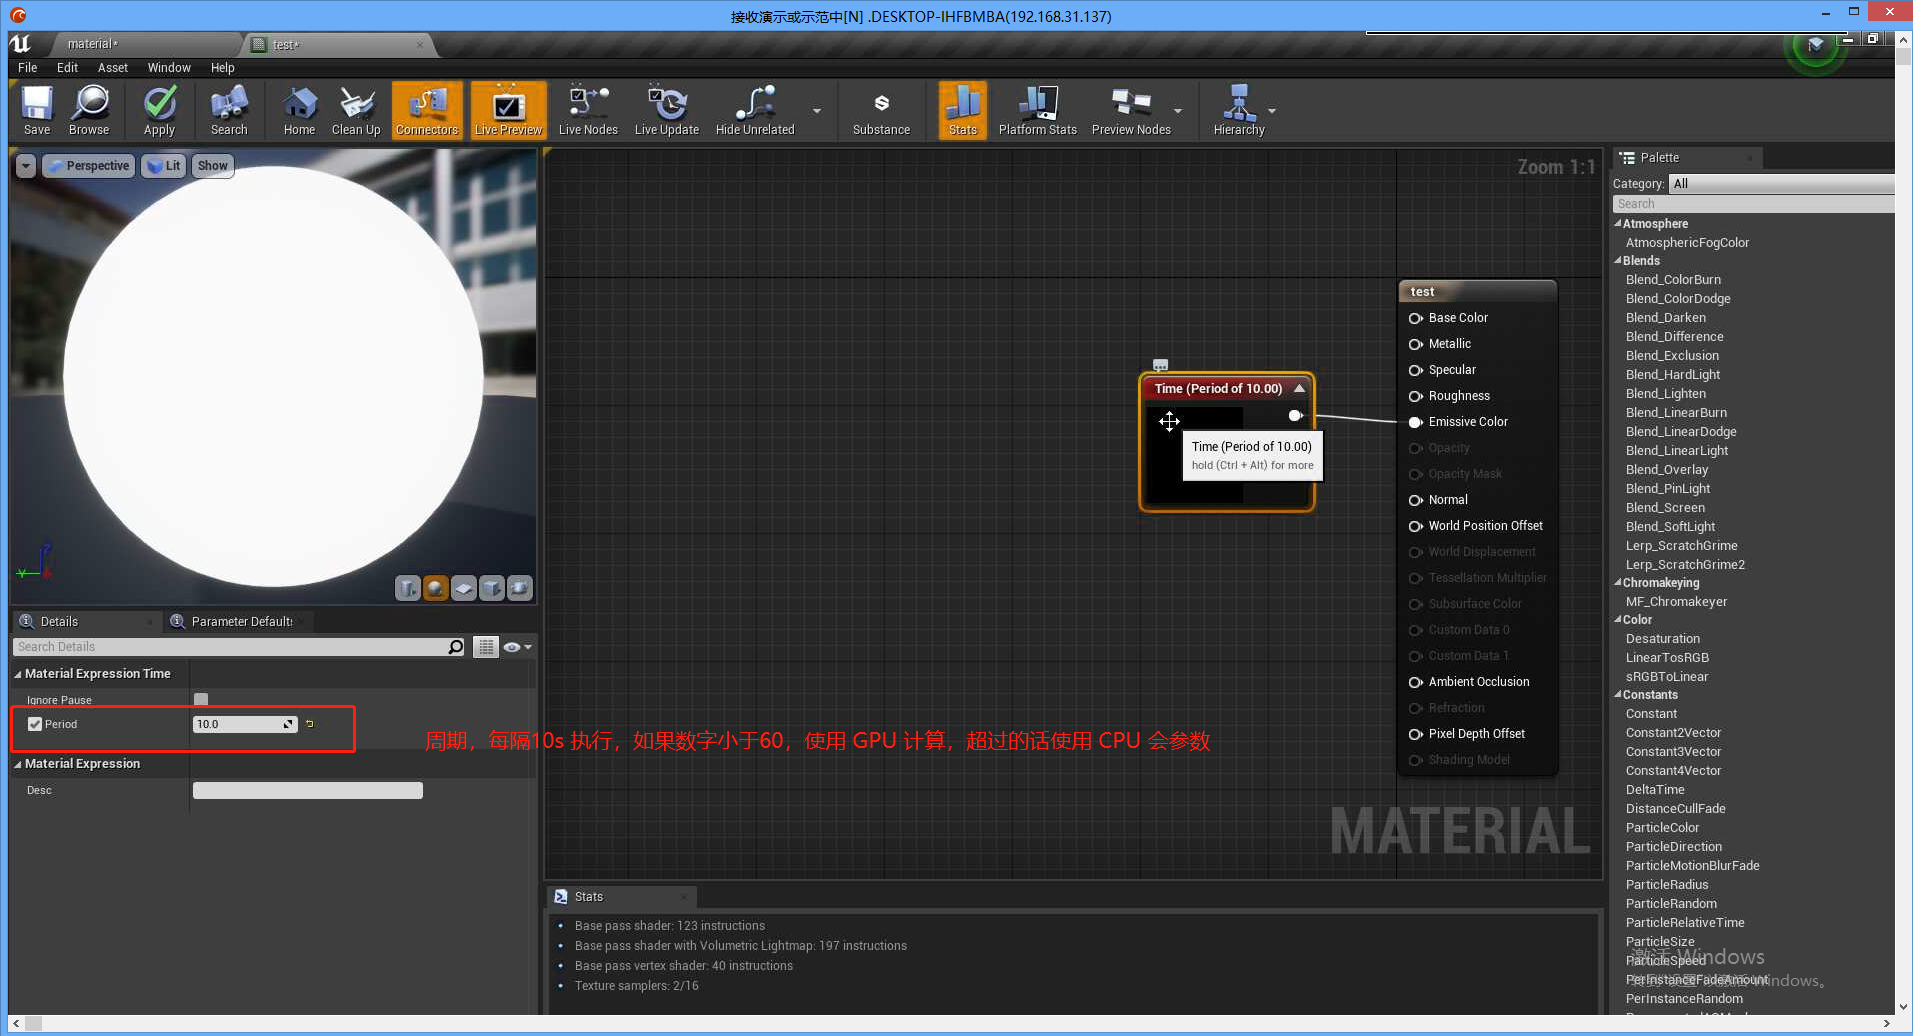 接收演示或示范中[N] .DESKTOP-IHFBMBA(192.168.31.137)
material*
test*
File Edit Asset Window Help
Save Browse Apply Search Home Clean Up Connectors Live Preview Live Nodes Live Update Hide Unrelated Substance Stats Platform Stats Preview Nodes Hierarchy
Perspective Lit Show
Zoom 1:1
test
Base Color
Metallic
Specular
Roughness
Emissive Color
Opacity
Opacity Mask
Normal
World Position Offset
World Displacement
Tessellation Multiplier
Subsurface Color
Custom Data 0
Custom Data 1
Ambient Occlusion
Refraction
Pixel Depth Offset
Shading Model
Time (Period of 10.00)
Time (Period of 10.00)
hold (Ctrl + Alt) for more
MATERIAL
Details
Parameter Default
Search Details
Material Expression Time
Ignore Pause
Period 10.0
周期，每隔10s 执行，如果数字小于60，使用 GPU 计算，超过的话使用 CPU 会参数
Material Expression
Desc
Stats
Base pass shader: 123 instructions
Base pass shader with Volumetric Lightmap: 197 instructions
Base pass vertex shader: 40 instructions
Texture samplers: 2/16
Palette
Category: All
Search
Atmosphere
AtmosphericFogColor
Blends
Blend_ColorBurn
Blend_ColorDodge
Blend_Darken
Blend_Difference
Blend_Exclusion
Blend_HardLight
Blend_Lighten
Blend_LinearBurn
Blend_LinearDodge
Blend_LinearLight
Blend_Overlay
Blend_PinLight
Blend_Screen
Blend_SoftLight
Lerp_ScratchGrime
Lerp_ScratchGrime2
Chromakeying
MF_Chromakeyer
Color
Desaturation
LinearTosRGB
sRGBToLinear
Constants
Constant
Constant2Vector
Constant3Vector
Constant4Vector
DeltaTime
DistanceCullFade
ParticleColor
ParticleDirection
ParticleMotionBlurFade
ParticleRadius
ParticleRandom
ParticleRelativeTime
ParticleSize
激活 Windows
ParticleSpeed
PerInstanceFadeAmount
Windows。
PerInstanceRandom